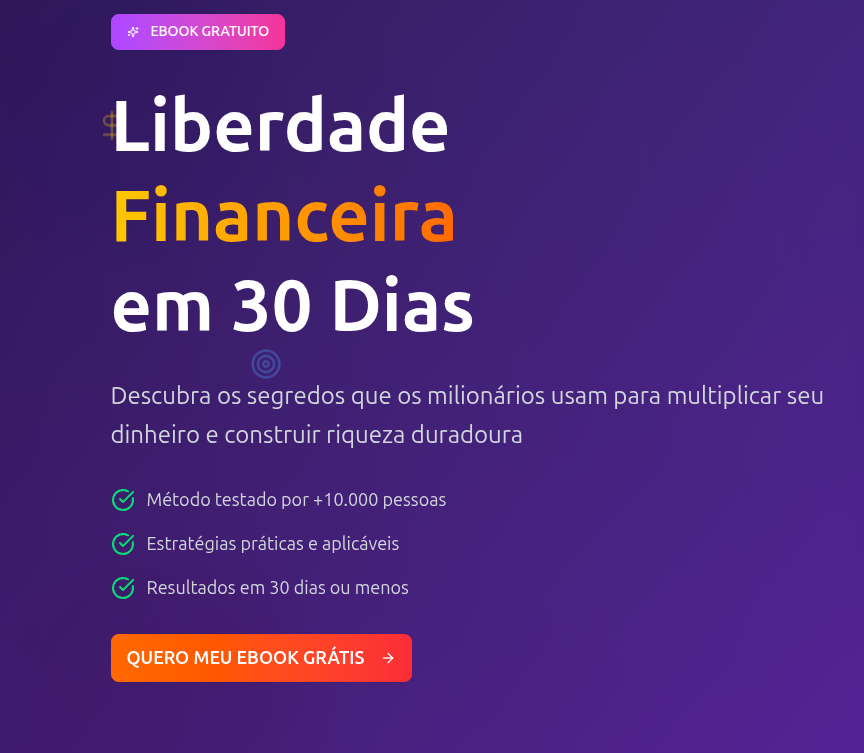 EBOOK GRATUITO
$
Liberdade
Financeira
em 30 Dias
Descubra os segredos que os milionários usam para multiplicar seu
dinheiro e construir riqueza duradoura
Método testado por +10.000 pessoas
Estratégias práticas e aplicáveis
Resultados em 30 dias ou menos
QUERO MEU EBOOK GRÁTIS